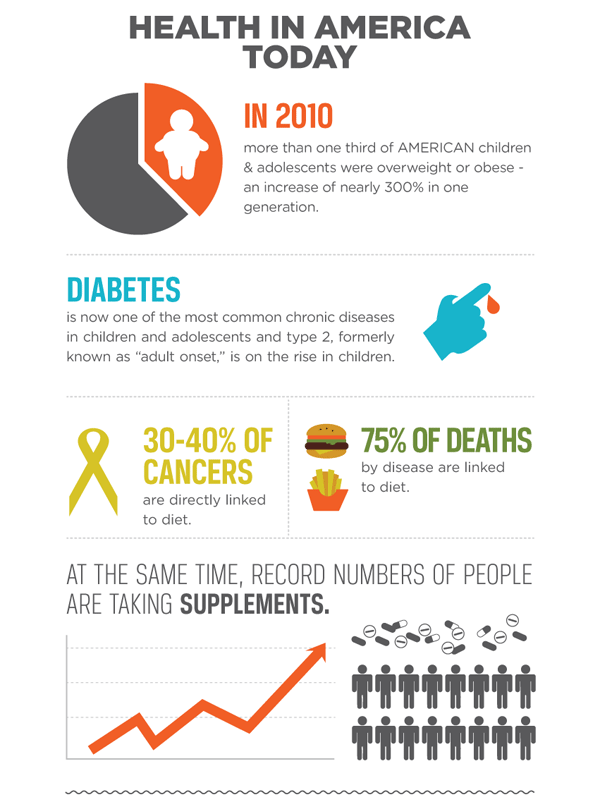 HEALTH IN AMERICA
TODAY
IN 2010
more than one third of AMERICAN children
& adolescents were overweight or obese -
an increase of nearly 300% in one
generation.
DIABETES
is now one of the most common chronic diseases
in children and adolescents and type 2, formerly
known as “adult onset,” is on the rise in children.
30-40% OF
CANCERS
are directly linked
to diet.
75% OF DEATHS
by disease are linked
to diet.
AT THE SAME TIME, RECORD NUMBERS OF PEOPLE
ARE TAKING SUPPLEMENTS.